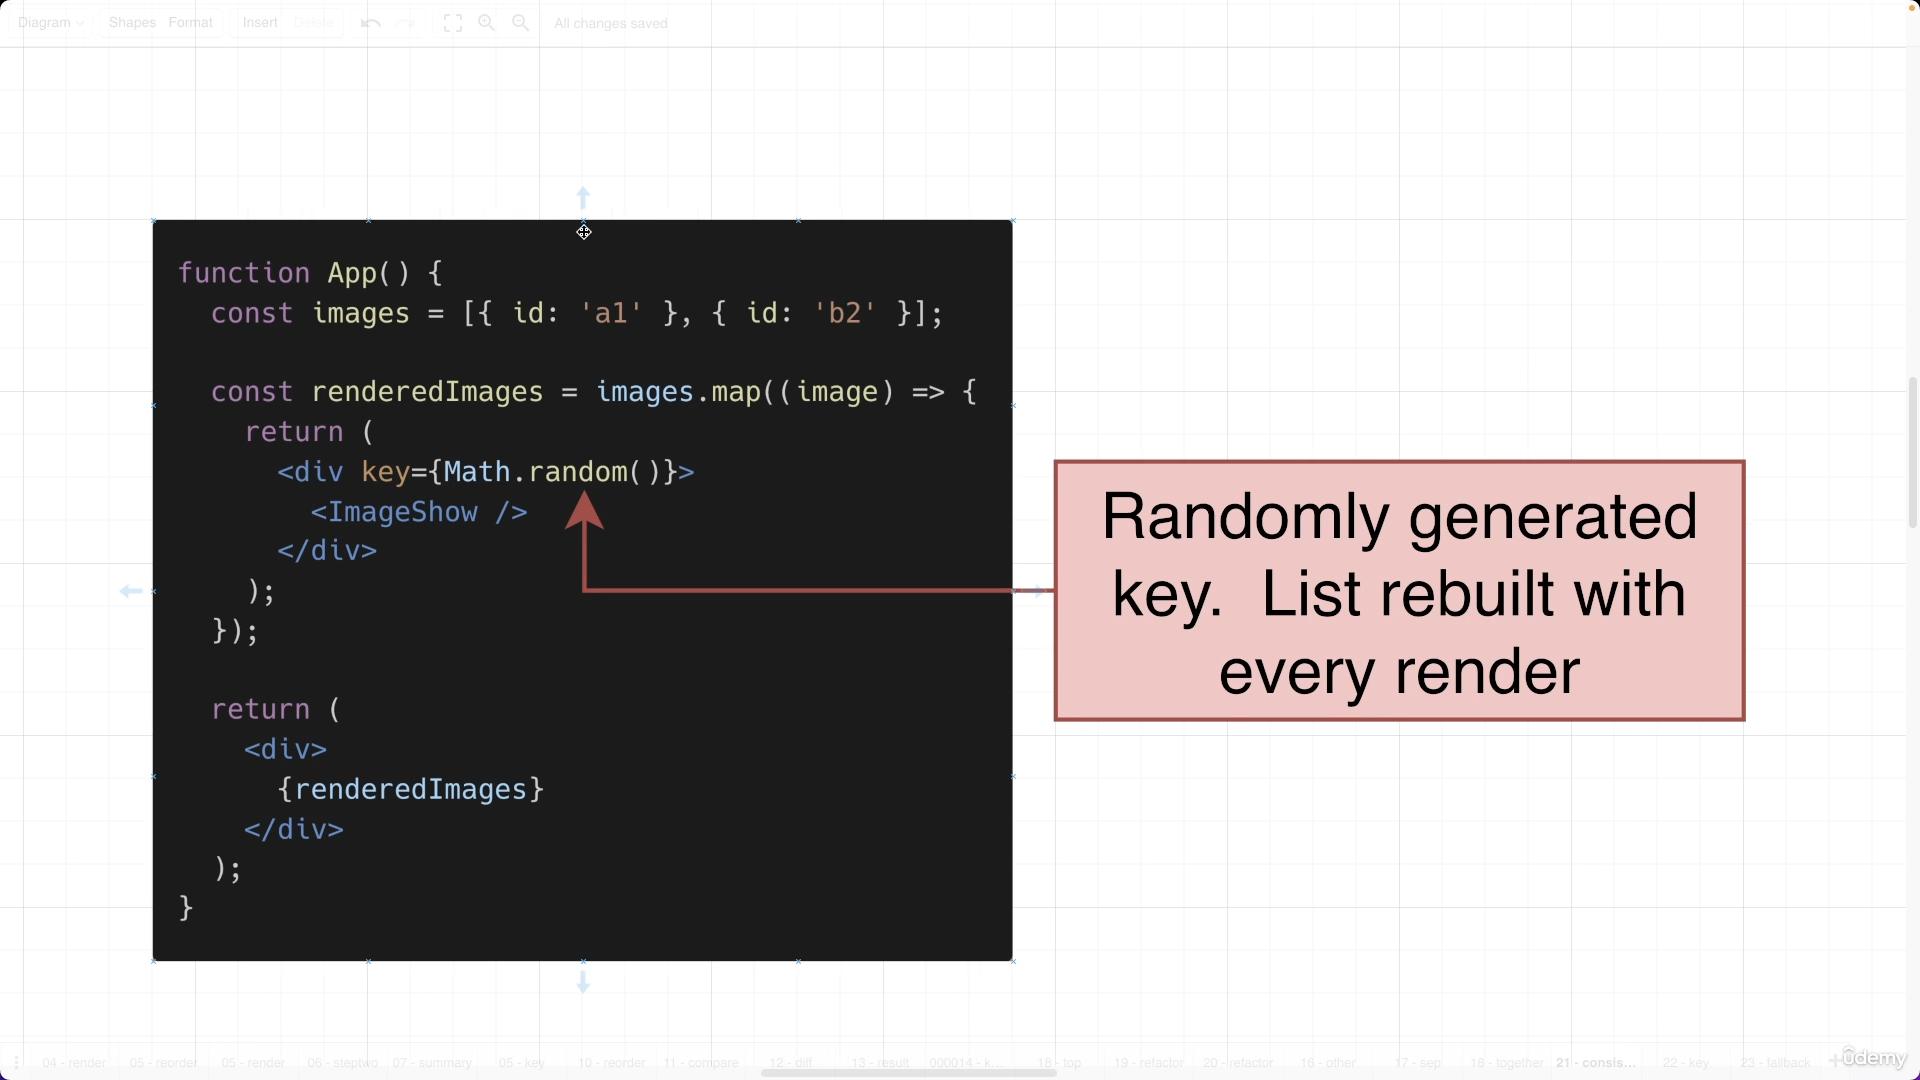 Diagram Shapes Format Insert Delete All changes saved
function App() {
const images = [{ id: 'a1' }, { id: 'b2' }];
const renderedImages = images.map((image) => {
return (
<div key={Math.random()}>
<ImageShow />
</div>
);
});
return (
<div>
{renderedImages}
</div>
);
}
Randomly generated
key. List rebuilt with
every render
04 - render 05 - reorder 05 - render 06 - steptwo 07 - summary 05 - key 10 - reorder 11 - compare 12 - diff 13 - result 000014 - k... 18 - top 19 - refactor 20 - refactor 16 - other 17 - sep 18 - together 21 - consis... 22 - key 23 - fallback
ûdemy